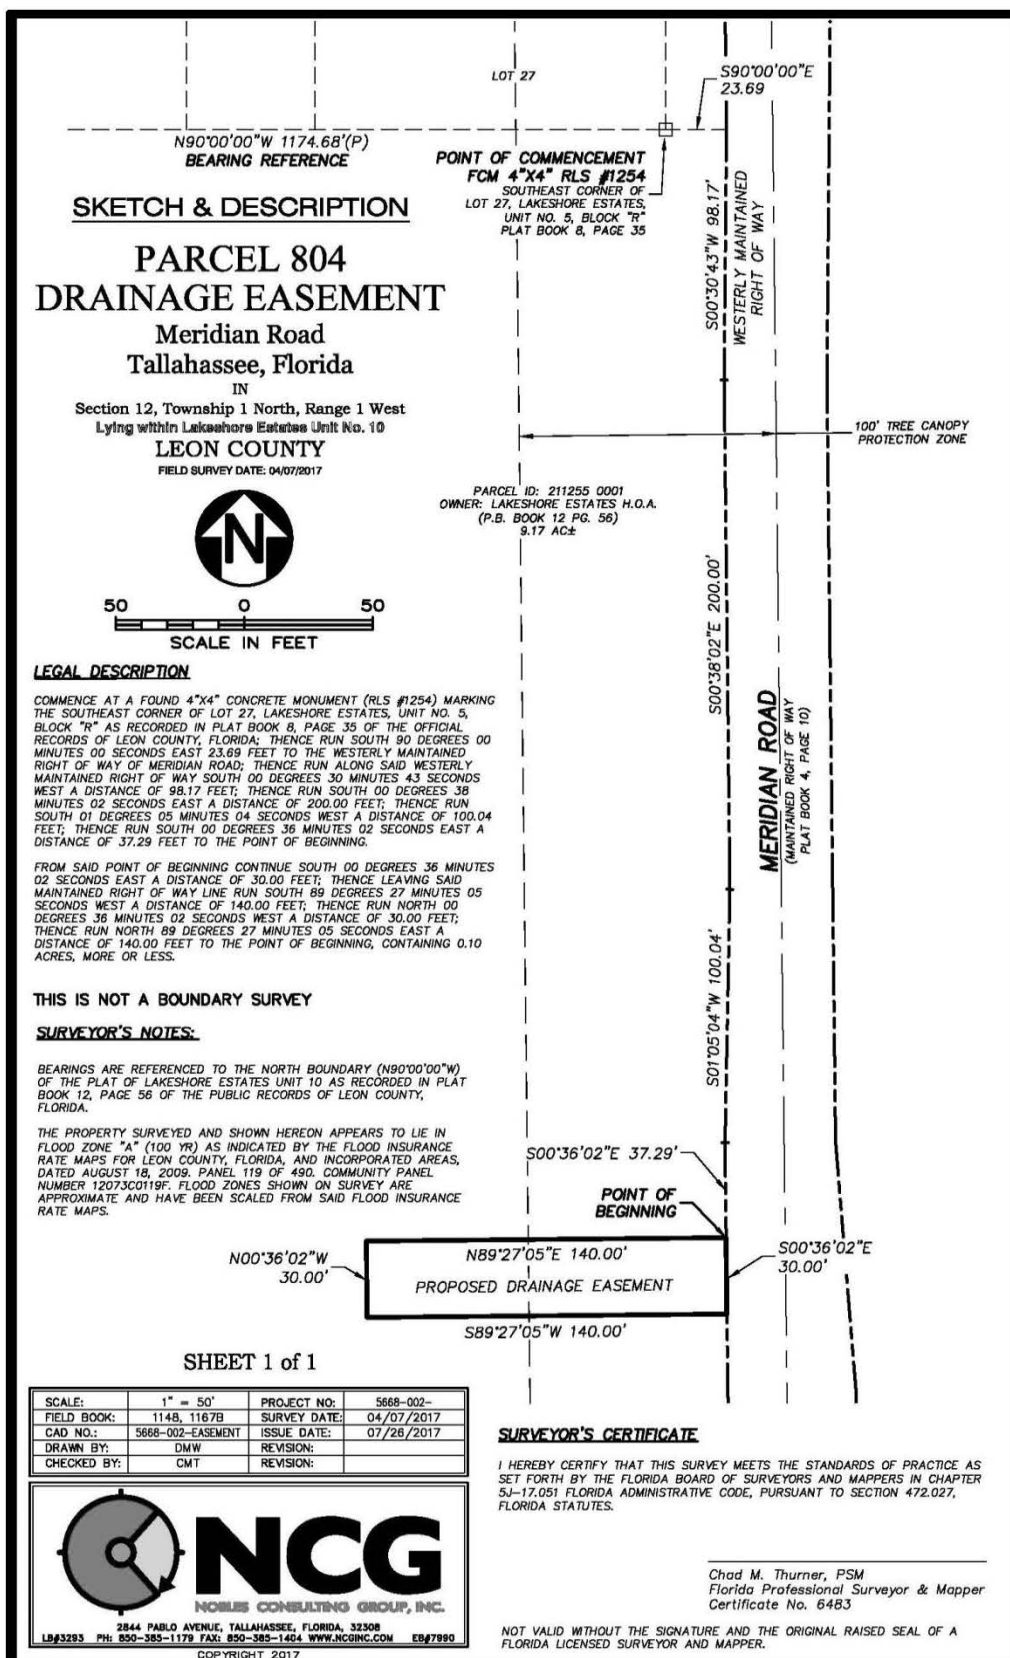 LOT 27
S90°00'00"E
23.69
N90°00'00"W 1174.68'(P)
BEARING REFERENCE
POINT OF COMMENCEMENT
FCM 4"X4" RLS #1254
SOUTHEAST CORNER OF
LOT 27, LAKESHORE ESTATES,
UNIT NO. 5, BLOCK "R"
PLAT BOOK 8, PAGE 35
S00°30'43"W 98.17'
WESTERLY MAINTAINED
RIGHT OF WAY
SKETCH & DESCRIPTION
PARCEL 804
DRAINAGE EASEMENT
Meridian Road
Tallahassee, Florida
IN
Section 12, Township 1 North, Range 1 West
Lying within Lakeshore Estates Unit No. 10
LEON COUNTY
FIELD SURVEY DATE: 04/07/2017
N
50 0 50
SCALE IN FEET
100' TREE CANOPY
PROTECTION ZONE
PARCEL ID: 211255 0001
OWNER: LAKESHORE ESTATES H.O.A.
(P.B. BOOK 12 PG. 56)
9.17 AC±
S00°38'02"E 200.00'
MERIDIAN ROAD
(MAINTAINED RIGHT OF WAY
PLAT BOOK 4, PAGE 10)
LEGAL DESCRIPTION
COMMENCE AT A FOUND 4"X4" CONCRETE MONUMENT (RLS #1254) MARKING
THE SOUTHEAST CORNER OF LOT 27, LAKESHORE ESTATES, UNIT NO. 5,
BLOCK "R" AS RECORDED IN PLAT BOOK 8, PAGE 35 OF THE OFFICIAL
RECORDS OF LEON COUNTY, FLORIDA; THENCE RUN SOUTH 90 DEGREES 00
MINUTES 00 SECONDS EAST 23.69 FEET TO THE WESTERLY MAINTAINED
RIGHT OF WAY OF MERIDIAN ROAD; THENCE RUN ALONG SAID WESTERLY
MAINTAINED RIGHT OF WAY SOUTH 00 DEGREES 30 MINUTES 43 SECONDS
WEST A DISTANCE OF 98.17 FEET; THENCE RUN SOUTH 00 DEGREES 38
MINUTES 02 SECONDS EAST A DISTANCE OF 200.00 FEET; THENCE RUN
SOUTH 01 DEGREES 05 MINUTES 04 SECONDS WEST A DISTANCE OF 100.04
FEET; THENCE RUN SOUTH 00 DEGREES 36 MINUTES 02 SECONDS EAST A
DISTANCE OF 37.29 FEET TO THE POINT OF BEGINNING.
FROM SAID POINT OF BEGINNING CONTINUE SOUTH 00 DEGREES 36 MINUTES
02 SECONDS EAST A DISTANCE OF 30.00 FEET; THENCE LEAVING SAID
MAINTAINED RIGHT OF WAY LINE RUN SOUTH 89 DEGREES 27 MINUTES 05
SECONDS WEST A DISTANCE OF 140.00 FEET; THENCE RUN NORTH 00
DEGREES 36 MINUTES 02 SECONDS WEST A DISTANCE OF 30.00 FEET;
THENCE RUN NORTH 89 DEGREES 27 MINUTES 05 SECONDS EAST A
DISTANCE OF 140.00 FEET TO THE POINT OF BEGINNING, CONTAINING 0.10
ACRES, MORE OR LESS.
THIS IS NOT A BOUNDARY SURVEY
SURVEYOR'S NOTES:
BEARINGS ARE REFERENCED TO THE NORTH BOUNDARY (N90°00'00"W)
OF THE PLAT OF LAKESHORE ESTATES UNIT 10 AS RECORDED IN PLAT
BOOK 12, PAGE 56 OF THE PUBLIC RECORDS OF LEON COUNTY,
FLORIDA.
THE PROPERTY SURVEYED AND SHOWN HEREON APPEARS TO LIE IN
FLOOD ZONE "A" (100 YR) AS INDICATED BY THE FLOOD INSURANCE
RATE MAPS FOR LEON COUNTY, FLORIDA, AND INCORPORATED AREAS,
DATED AUGUST 18, 2009. PANEL 119 OF 490. COMMUNITY PANEL
NUMBER 12073C0119F. FLOOD ZONES SHOWN ON SURVEY ARE
APPROXIMATE AND HAVE BEEN SCALED FROM SAID FLOOD INSURANCE
RATE MAPS.
S01°05'04"W 100.04'
S00°36'02"E 37.29'
POINT OF
BEGINNING
N00°36'02"W
30.00'
N89°27'05"E 140.00'
PROPOSED DRAINAGE EASEMENT
S89°27'05"W 140.00'
S00°36'02"E
30.00'
SHEET 1 of 1
SCALE: 1" = 50' PROJECT NO: 5668-002-
FIELD BOOK: 1148, 1167B SURVEY DATE: 04/07/2017
CAD NO.: 5668-002-EASEMENT ISSUE DATE: 07/26/2017
DRAWN BY: DMW REVISION:
CHECKED BY: CMT REVISION:
NCG
NOBLES CONSULTING GROUP, INC.
2844 PABLO AVENUE, TALLAHASSEE, FLORIDA, 32308
LB#3293 PH: 850-385-1179 FAX: 850-385-1404 WWW.NCGINC.COM EB#7990
COPYRIGHT 2017
SURVEYOR'S CERTIFICATE
I HEREBY CERTIFY THAT THIS SURVEY MEETS THE STANDARDS OF PRACTICE AS
SET FORTH BY THE FLORIDA BOARD OF SURVEYORS AND MAPPERS IN CHAPTER
5J-17.051 FLORIDA ADMINISTRATIVE CODE, PURSUANT TO SECTION 472.027,
FLORIDA STATUTES.
Chad M. Thurner, PSM
Florida Professional Surveyor & Mapper
Certificate No. 6483
NOT VALID WITHOUT THE SIGNATURE AND THE ORIGINAL RAISED SEAL OF A
FLORIDA LICENSED SURVEYOR AND MAPPER.